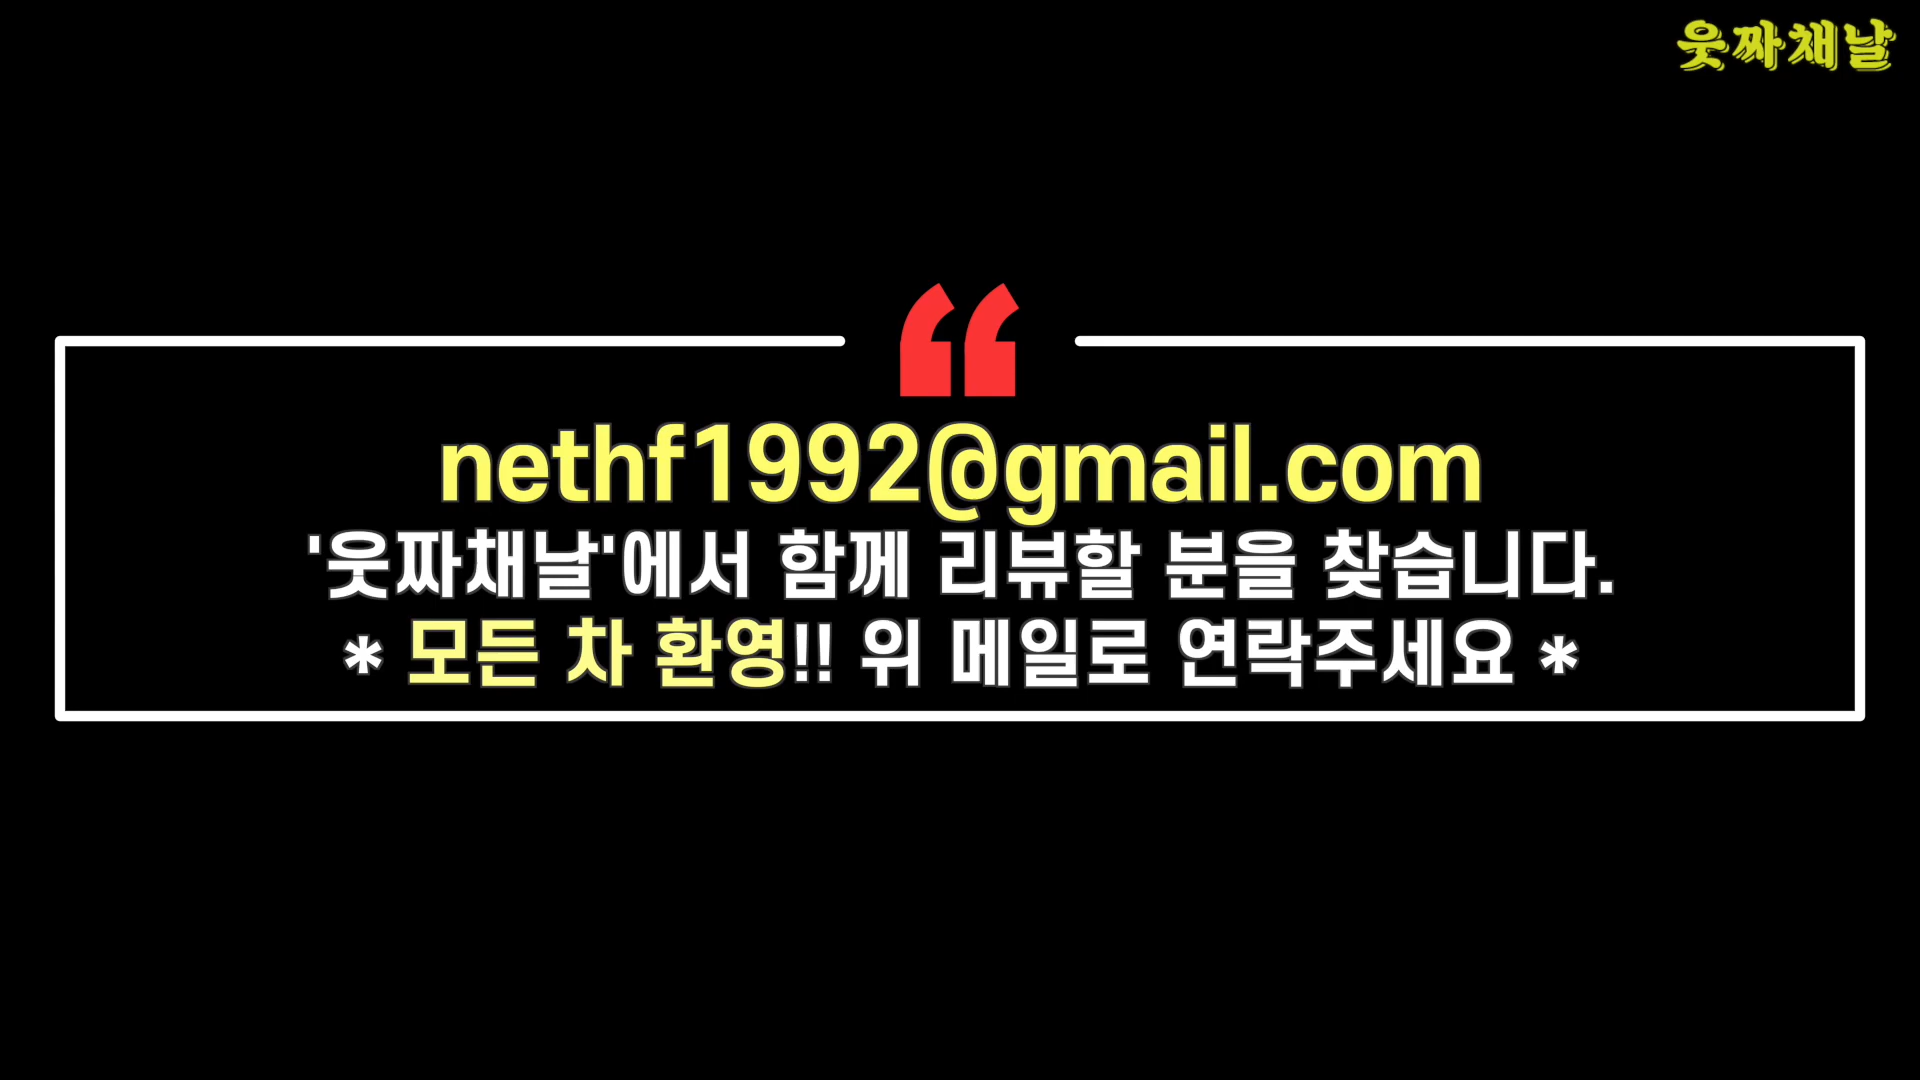 웃짜채날
nethf1992@gmail.com
'웃짜채날'에서 함께 리뷰할 분을 찾습니다.
* 모든 차 환영!! 위 메일로 연락주세요 *